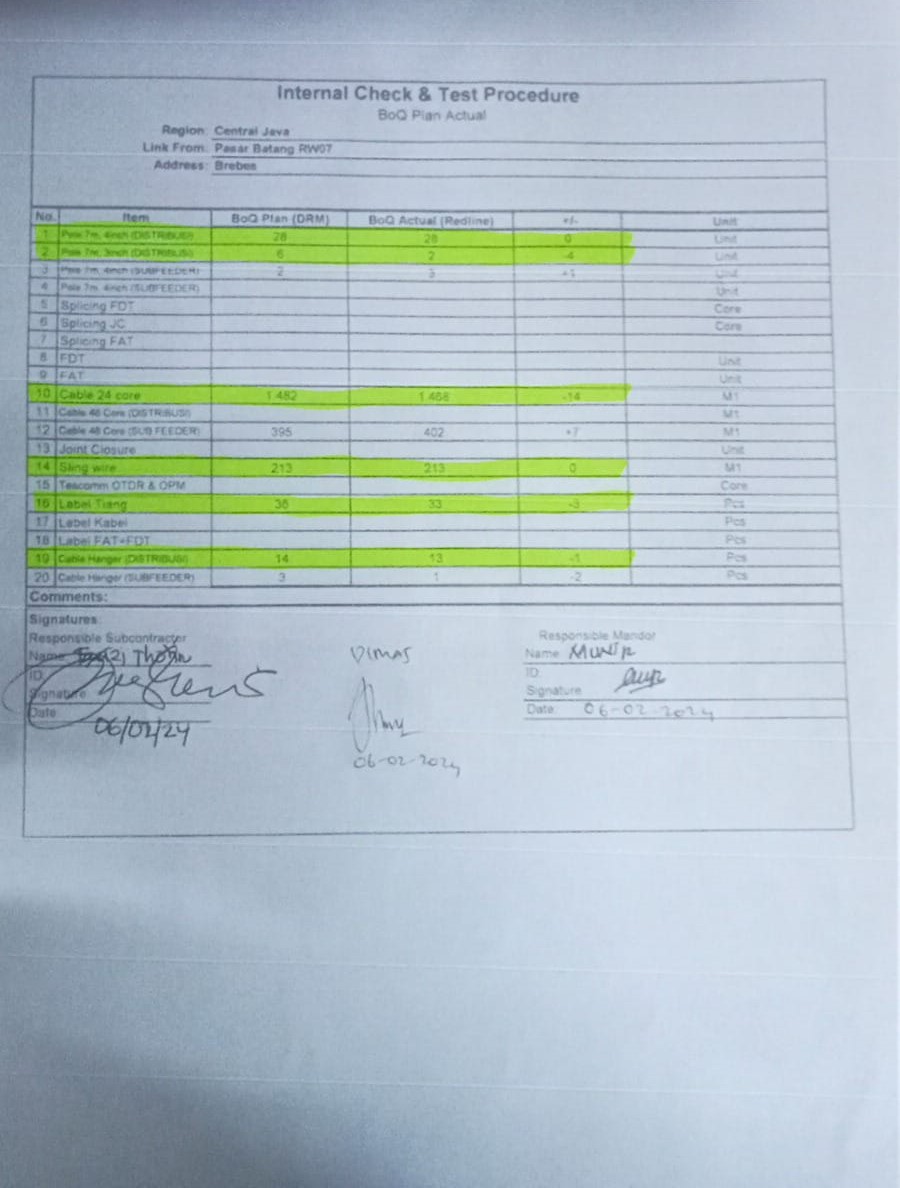 Internal Check & Test Procedure
BoQ Plan Actual
Region: Central Java
Link From: Pasar Batang RW07
Address: Brebes
No. Item BoQ Plan (DRM) BoQ Actual (Redline) +/- Unit
1 Pole 7m, 4inch (DISTRIBUSI) 28 28 0 Unit
2 Pole 7m, 3inch (DISTRIBUSI) 6 2 -4 Unit
3 Pole 7m, 4inch (SUBFEEDER) 2 3 +1 Unit
4 Pole 7m, 4inch (SUBFEEDER) Unit
5 Splicing FDT Core
6 Splicing JC Core
7 Splicing FAT
8 FDT Unit
9 FAT Unit
10 Cable 24 core 1.482 1.468 -14 M1
11 Cable 48 Core (DISTRIBUSI) M1
12 Cable 48 Core (SUB FEEDER) 395 402 +7 M1
13 Joint Closure Unit
14 Sling wire 213 213 0 M1
15 Tescomm OTDR & OPM Core
16 Label Tiang 36 33 -3 Pcs
17 Label Kabel Pcs
18 Label FAT+FDT Pcs
19 Cable Hanger (DISTRIBUSI) 14 13 -1 Pcs
20 Cable Hanger (SUBFEEDER) 3 1 -2 Pcs
Comments:
Signatures:
Responsible Subcontractor Responsible Mandor
Name: DIMAS Name: MUNIR
ID: ID:
Signature Signature
Date: 06/02/24 Date: 06-02-2024
06-02-2024